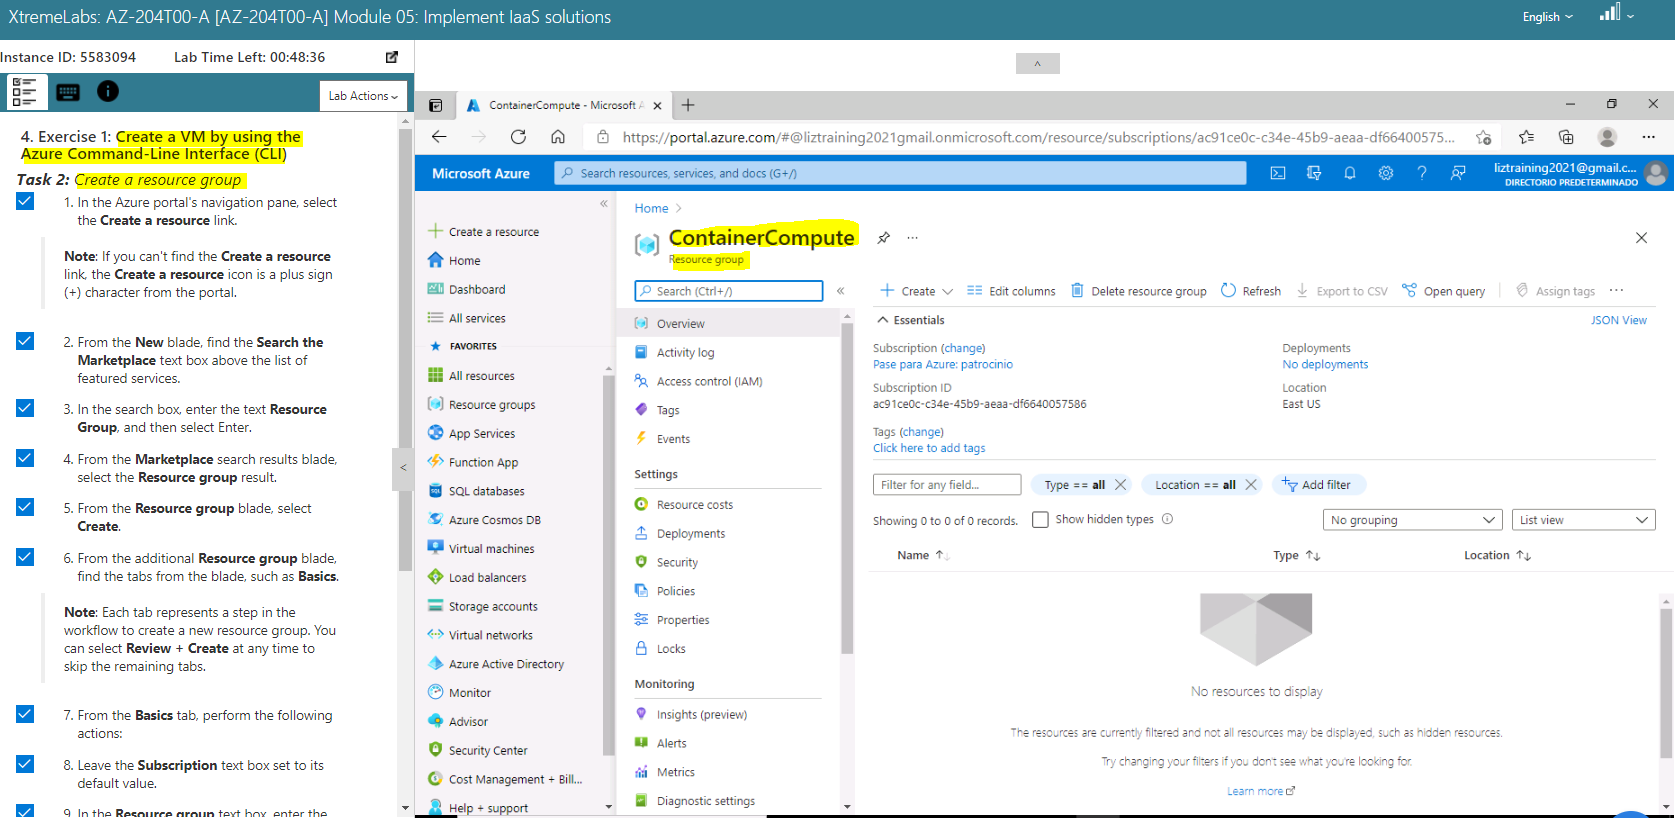 XtremeLabs: AZ-204T00-A [AZ-204T00-A] Module 05: Implement IaaS solutions
English
Instance ID: 5583094
Lab Time Left: 00:48:36
Lab Actions
4. Exercise 1: Create a VM by using the
Azure Command-Line Interface (CLI)
Task 2: Create a resource group
1. In the Azure portal's navigation pane, select
the Create a resource link.
Note: If you can't find the Create a resource
link, the Create a resource icon is a plus sign
(+) character from the portal.
2. From the New blade, find the Search the
Marketplace text box above the list of
featured services.
3. In the search box, enter the text Resource
Group, and then select Enter.
4. From the Marketplace search results blade,
select the Resource group result.
5. From the Resource group blade, select
Create.
6. From the additional Resource group blade,
find the tabs from the blade, such as Basics.
Note: Each tab represents a step in the
workflow to create a new resource group. You
can select Review + Create at any time to
skip the remaining tabs.
7. From the Basics tab, perform the following
actions:
8. Leave the Subscription text box set to its
default value.
9. In the Resource group text box, enter the
ContainerCompute - Microsoft A
https://portal.azure.com/#@liztraining2021gmail.onmicrosoft.com/resource/subscriptions/ac91ce0c-c34e-45b9-aeaa-df66400575...
Microsoft Azure
Search resources, services, and docs (G+/)
liztraining2021@gmail.c...
DIRECTORIO PREDETERMINADO
Create a resource
Home
Dashboard
All services
FAVORITES
All resources
Resource groups
App Services
Function App
SQL databases
Azure Cosmos DB
Virtual machines
Load balancers
Storage accounts
Virtual networks
Azure Active Directory
Monitor
Advisor
Security Center
Cost Management + Bill...
Help + support
Home >
ContainerCompute
Resource group
Search (Ctrl+/)
Overview
Activity log
Access control (IAM)
Tags
Events
Settings
Resource costs
Deployments
Security
Policies
Properties
Locks
Monitoring
Insights (preview)
Alerts
Metrics
Diagnostic settings
Create
Edit columns
Delete resource group
Refresh
Export to CSV
Open query
Assign tags
Essentials
JSON View
Subscription (change)
Pase para Azure: patrocinio
Subscription ID
ac91ce0c-c34e-45b9-aeaa-df6640057586
Tags (change)
Click here to add tags
Deployments
No deployments
Location
East US
Filter for any field...
Type == all
Location == all
Add filter
Showing 0 to 0 of 0 records.
Show hidden types
No grouping
List view
Name
Type
Location
No resources to display
The resources are currently filtered and not all resources may be displayed, such as hidden resources.
Try changing your filters if you don't see what you're looking for.
Learn more